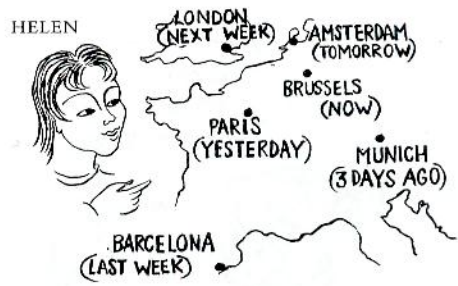 HELEN
LONDON
(NEXT WEEK)
AMSTERDAM
(TOMORROW)
BRUSSELS
(NOW)
PARIS
(YESTERDAY)
MUNICH
(3 DAYS AGO)
BARCELONA
(LAST WEEK)